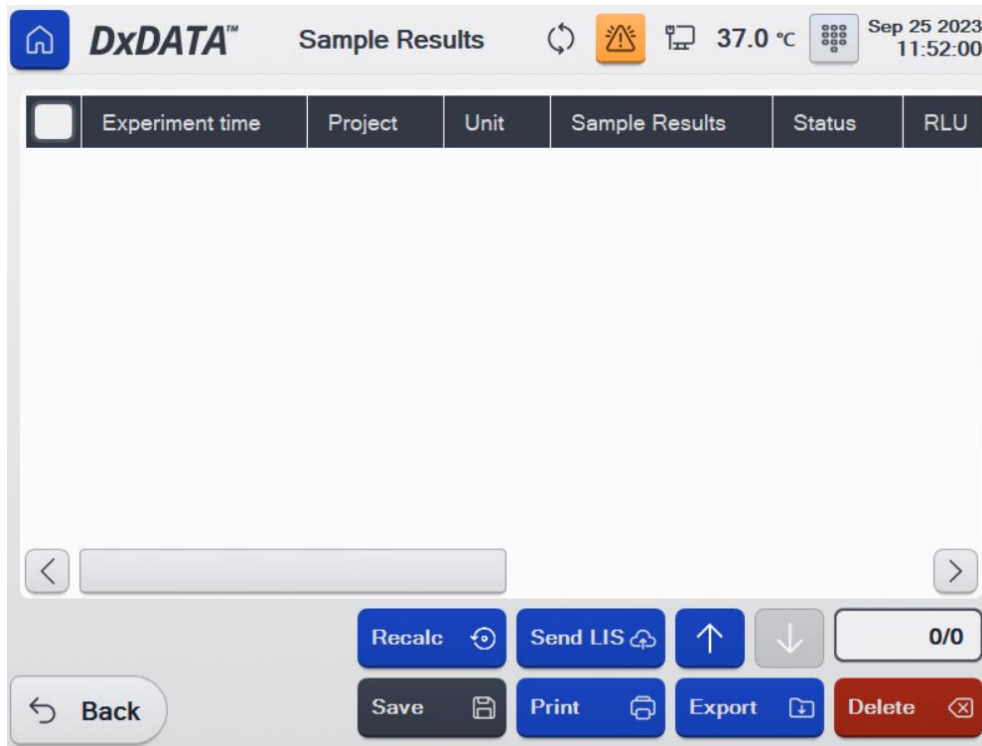 DxDATA™ Sample Results 37.0 °C Sep 25 2023
11:52:00
Experiment time Project Unit Sample Results Status RLU
Recalc Send LIS 0/0
Back Save Print Export Delete